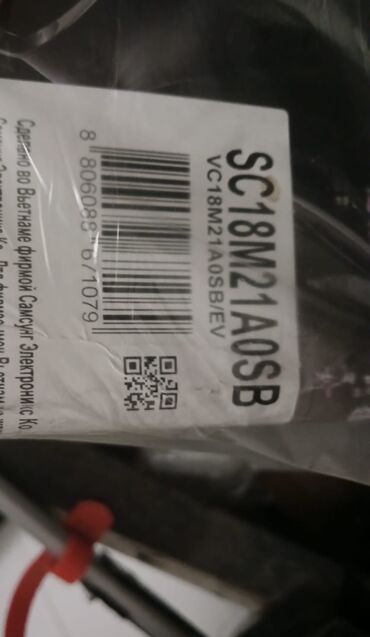 SC18M21A0SB
VC18M21A0SB/EV
8 806088 671079
Сделано во Вьетнаме фирмой Самсунг Электроникс Ко